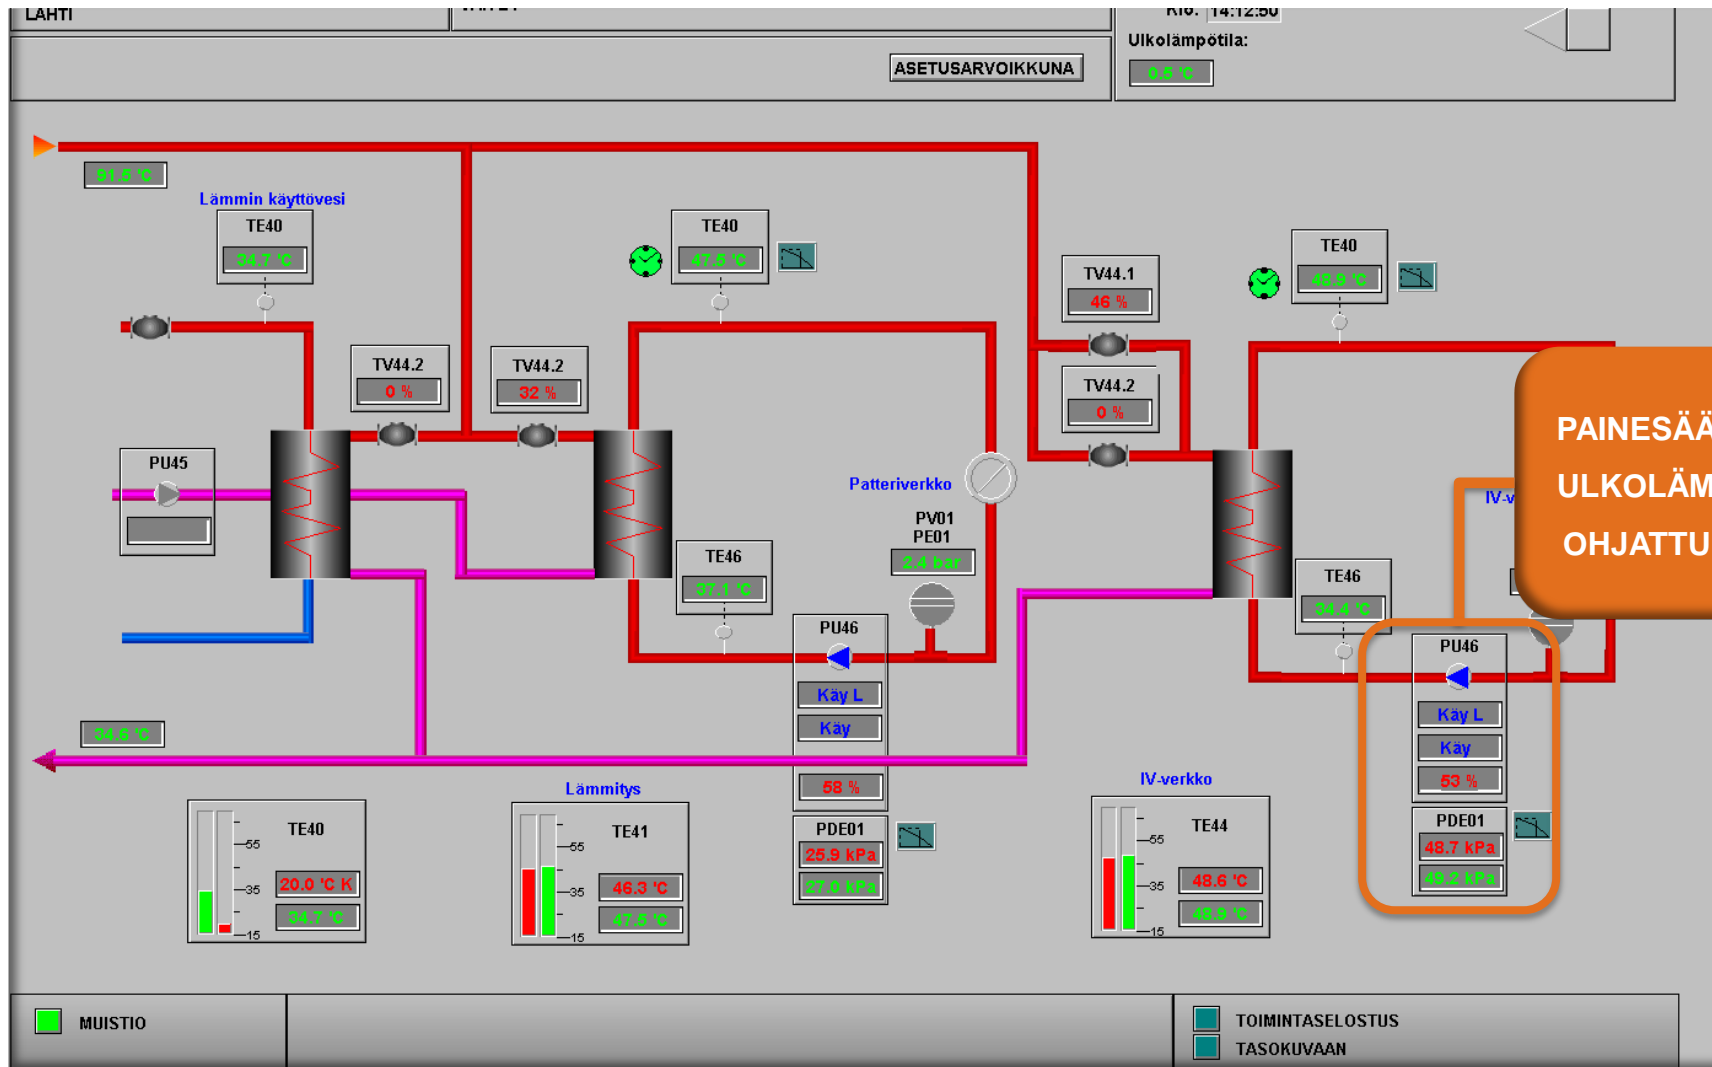 LAHTI
Klo. 14:12:50
Ulkolämpötila:
ASETUSARVOIKKUNA
0.5 'C
91.5 'C
Lämmin käyttövesi
TE40
34.7 'C
TE40
47.5 'C
TE40
48.9 'C
TV44.1
46 %
TV44.2
0 %
TV44.2
32 %
TV44.2
0 %
PU45
Patteriverkko
PV01
PE01
2.4 bar
IV-v
PAINESÄÄ
ULKOLÄM
OHJATTU
TE46
37.1 'C
TE46
34.4 'C
PU46
Käy L
Käy
58 %
PU46
Käy L
Käy
53 %
34.6 'C
Lämmitys
IV-verkko
TE40
55
35
15
20.0 'C K
34.7 'C
TE41
55
35
15
46.3 'C
47.5 'C
PDE01
25.9 kPa
27.0 kPa
TE44
55
35
15
48.6 'C
48.9 'C
PDE01
48.7 kPa
49.2 kPa
MUISTIO
TOIMINTASELOSTUS
TASOKUVAAN